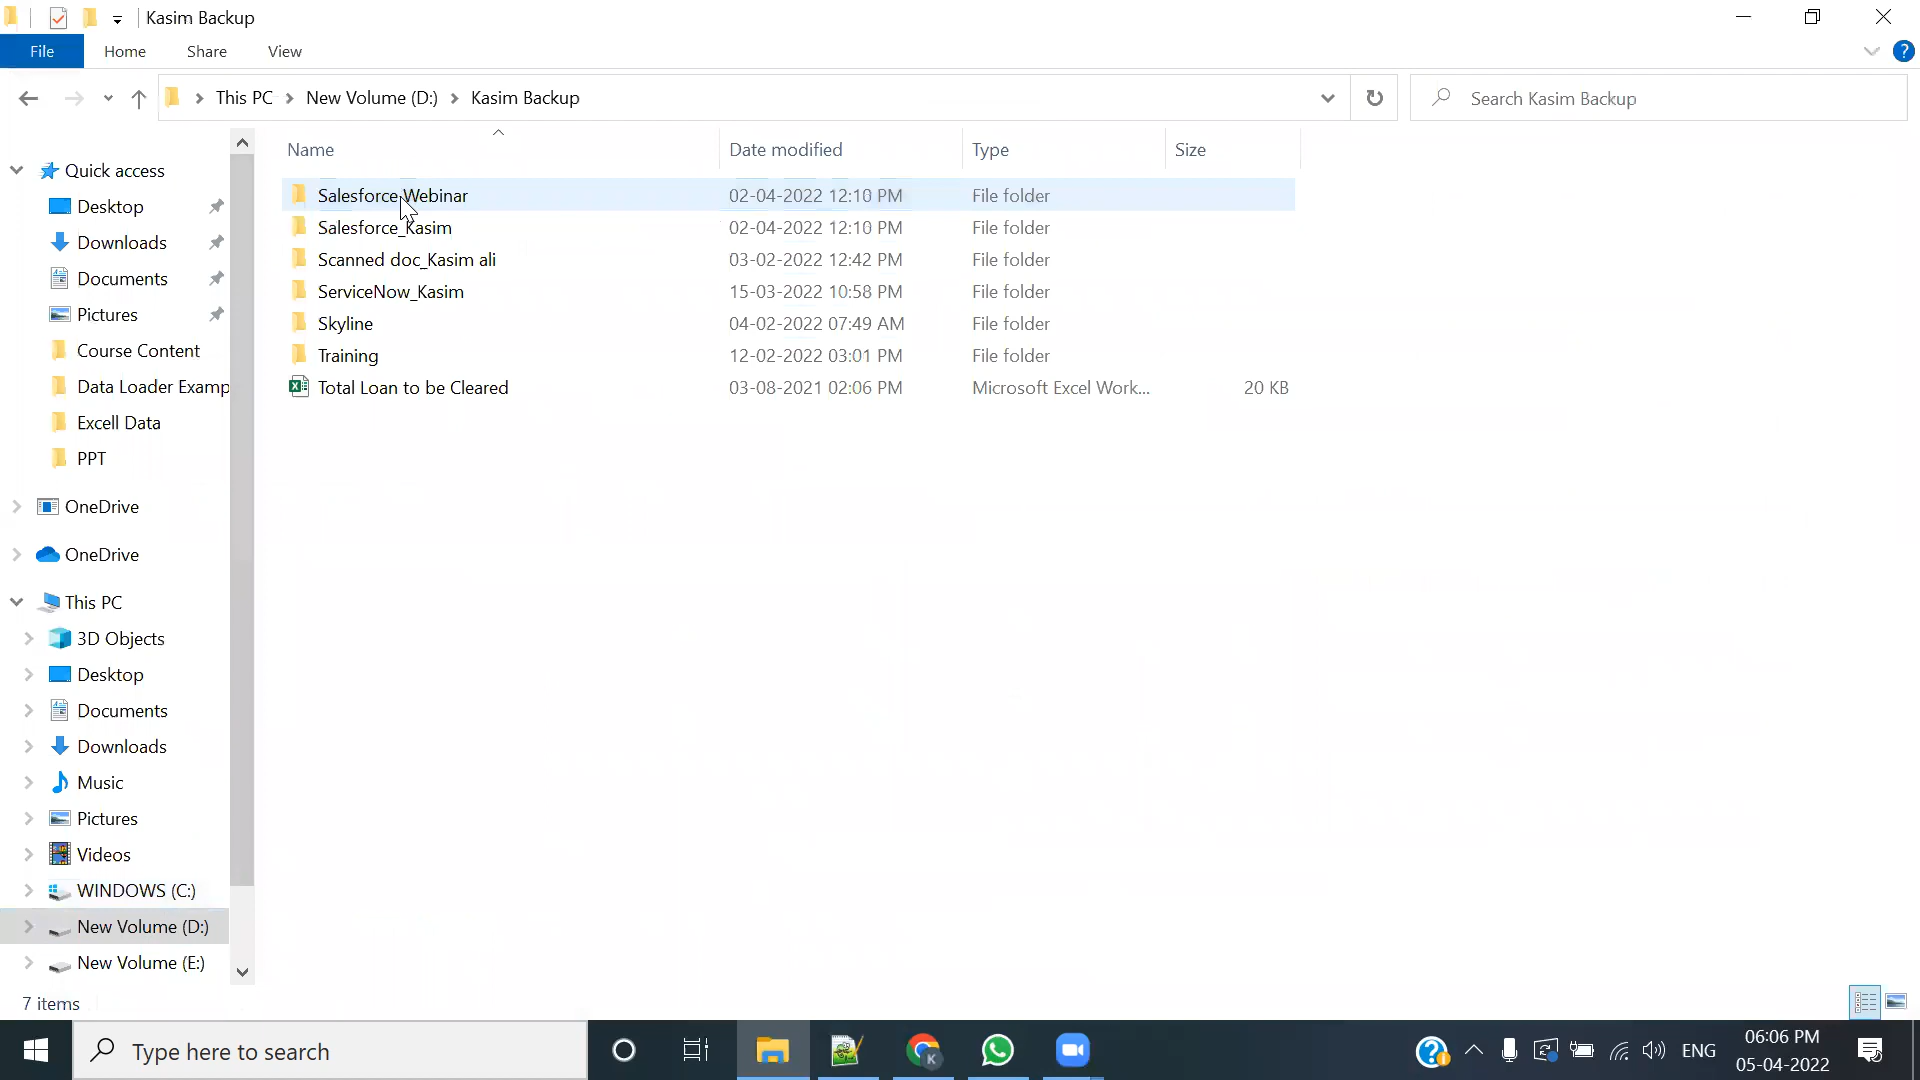 Kasim Backup
File Home Share View
This PC New Volume (D:) Kasim Backup
Search Kasim Backup
Name Date modified Type Size
Quick access
Desktop
Downloads
Documents
Pictures
Course Content
Data Loader Examp
Excell Data
PPT
OneDrive
OneDrive
This PC
3D Objects
Desktop
Documents
Downloads
Music
Pictures
Videos
WINDOWS (C:)
New Volume (D:)
New Volume (E:)
Salesforce Webinar 02-04-2022 12:10 PM File folder
Salesforce_Kasim 02-04-2022 12:10 PM File folder
Scanned doc_Kasim ali 03-02-2022 12:42 PM File folder
ServiceNow_Kasim 15-03-2022 10:58 PM File folder
Skyline 04-02-2022 07:49 AM File folder
Training 12-02-2022 03:01 PM File folder
Total Loan to be Cleared 03-08-2021 02:06 PM Microsoft Excel Work... 20 KB
7 items
Type here to search
K
ENG
06:06 PM
05-04-2022